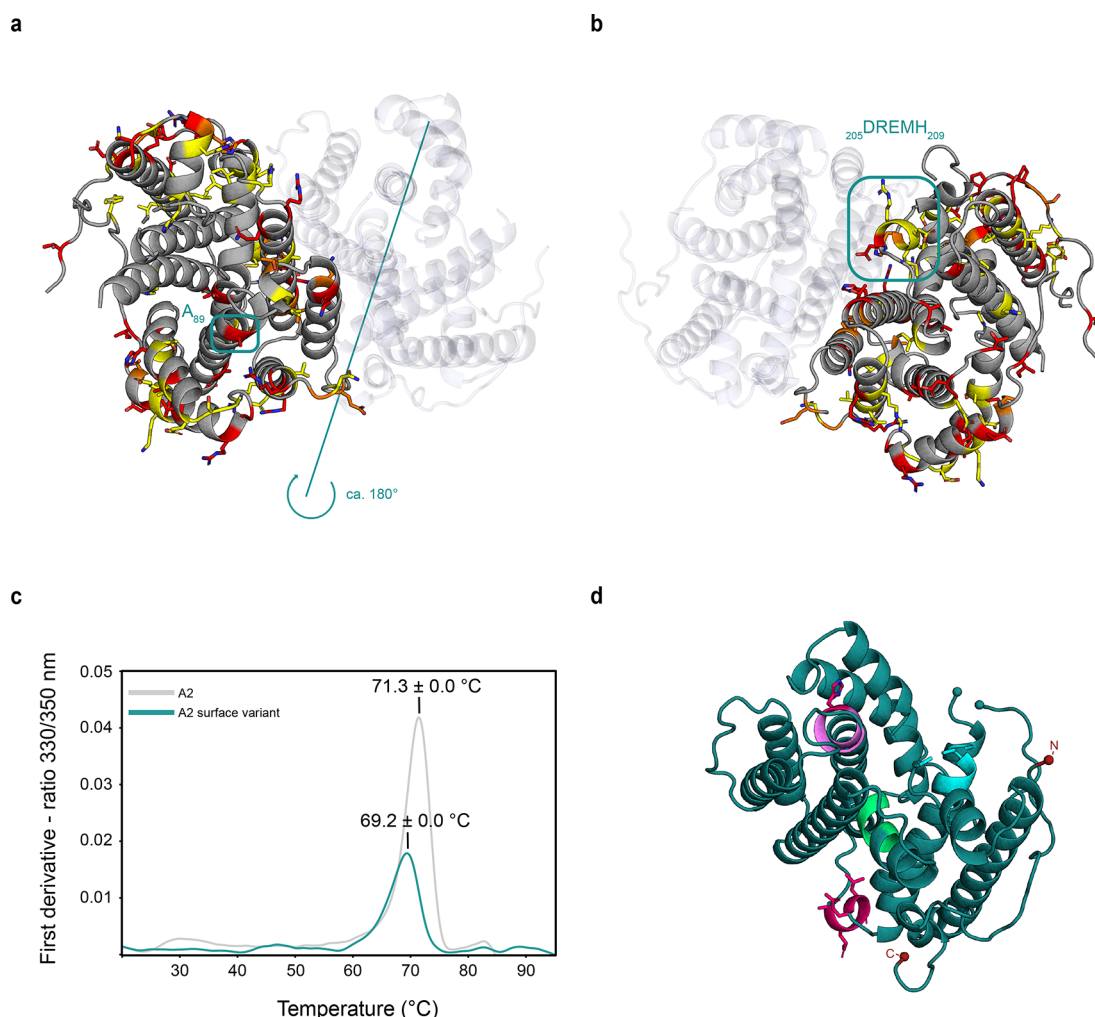 a
b
205DREMH209
A89
ca. 180°
c
d
First derivative - ratio 330/350 nm
0.05
0.04
0.03
0.02
0.01
A2
A2 surface variant
71.3 ± 0.0 °C
69.2 ± 0.0 °C
30 40 50 60 70 80 90
Temperature (°C)
N
C